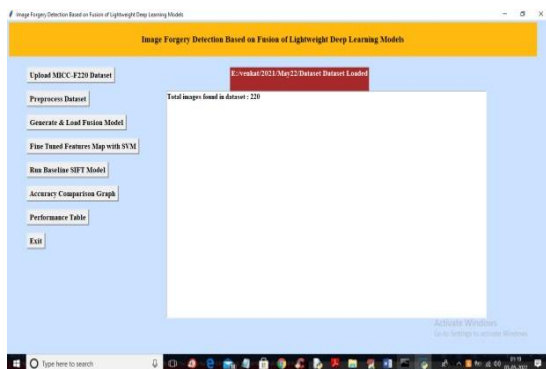 Image Forgery Detection Based on Fusion of Lightweight Deep Learning Models
Image Forgery Detection Based on Fusion of Lightweight Deep Learning Models
Upload MICC-F220 Dataset
E:/venkat/2021/May22/Dataset Dataset Loaded
Preprocess Dataset
Total images found in dataset : 220
Generate & Load Fusion Model
Fine Tuned Features Map with SVM
Run Baseline SIFT Model
Accuracy Comparison Graph
Performance Table
Exit
Activate Windows
Go to Settings to activate Windows.
Type here to search